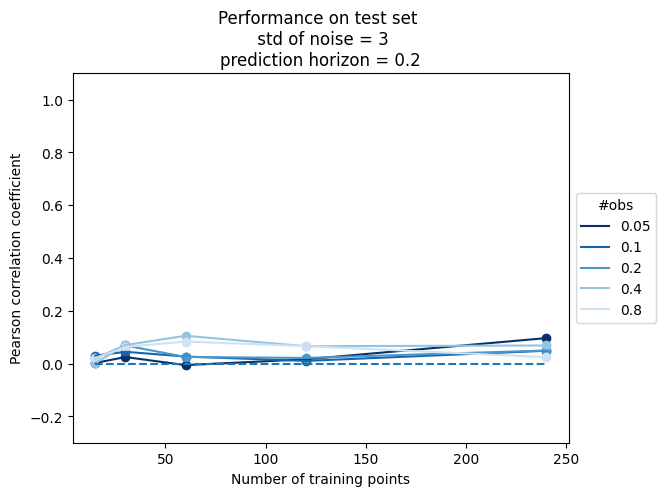 Performance on test set
std of noise = 3
prediction horizon = 0.2
1.0
0.8
0.6
0.4
0.2
0.0
−0.2
Pearson correlation coefficient
50
100
150
200
250
Number of training points
#obs
0.05
0.1
0.2
0.4
0.8